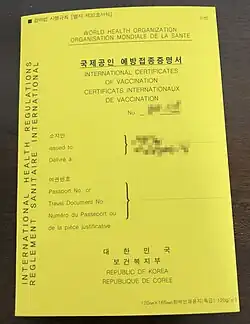 WORLD HEALTH ORGANIZATION
ORGANISATION MONDIALE DE LA SANTÉ
국제공인 예방접종증명서
INTERNATIONAL CERTIFICATES
OF VACCINATION
CERTIFICATS INTERNATIONAUX
DE VACCINATION
No.
소지인
issued to
Délivré à
여권번호
Passport No. or
Travel Document No.
Numéro du Passeport ou
de la pièce justificative
대한민국
보건복지부
REPUBLIC OF KOREA
REPUBLIQUE DE COREE
INTERNATIONAL HEALTH REGULATIONS
REGLEMENT SANITAIRE INTERNATIONAL